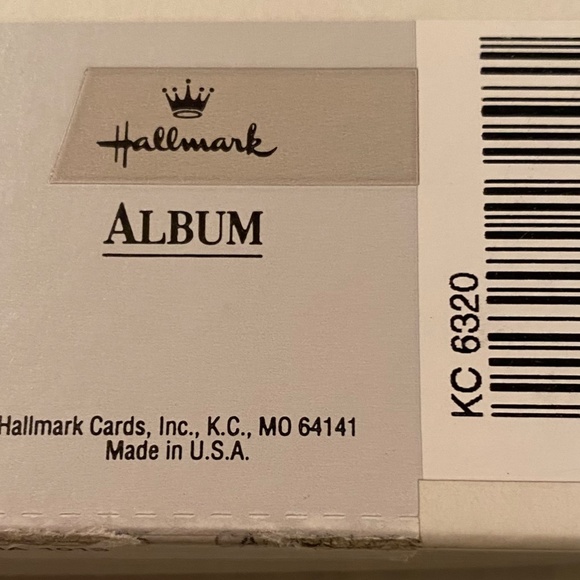 Hallmark
ALBUM
Hallmark Cards, Inc., K.C., MO 64141
Made in U.S.A.
KC 6320